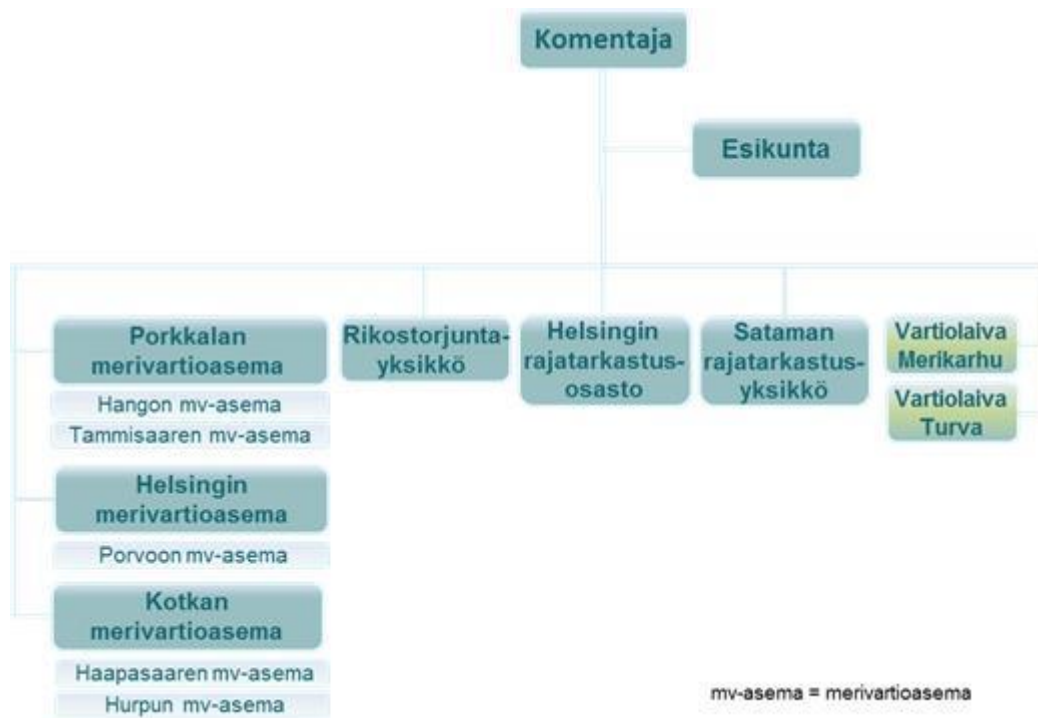 Komentaja
Esikunta
Porkkalan
merivartioasema
Hangon mv-asema
Tammisaaren mv-asema
Helsingin
merivartioasema
Porvoon mv-asema
Kotkan
merivartioasema
Haapasaaren mv-asema
Hurpun mv-asema
Rikostorjunta-
yksikkö
Helsingin
rajatarkastus-
osasto
Sataman
rajatarkastus-
yksikkö
Vartiolaiva
Merikarhu
Vartiolaiva
Turva
mv-asema = merivartioasema